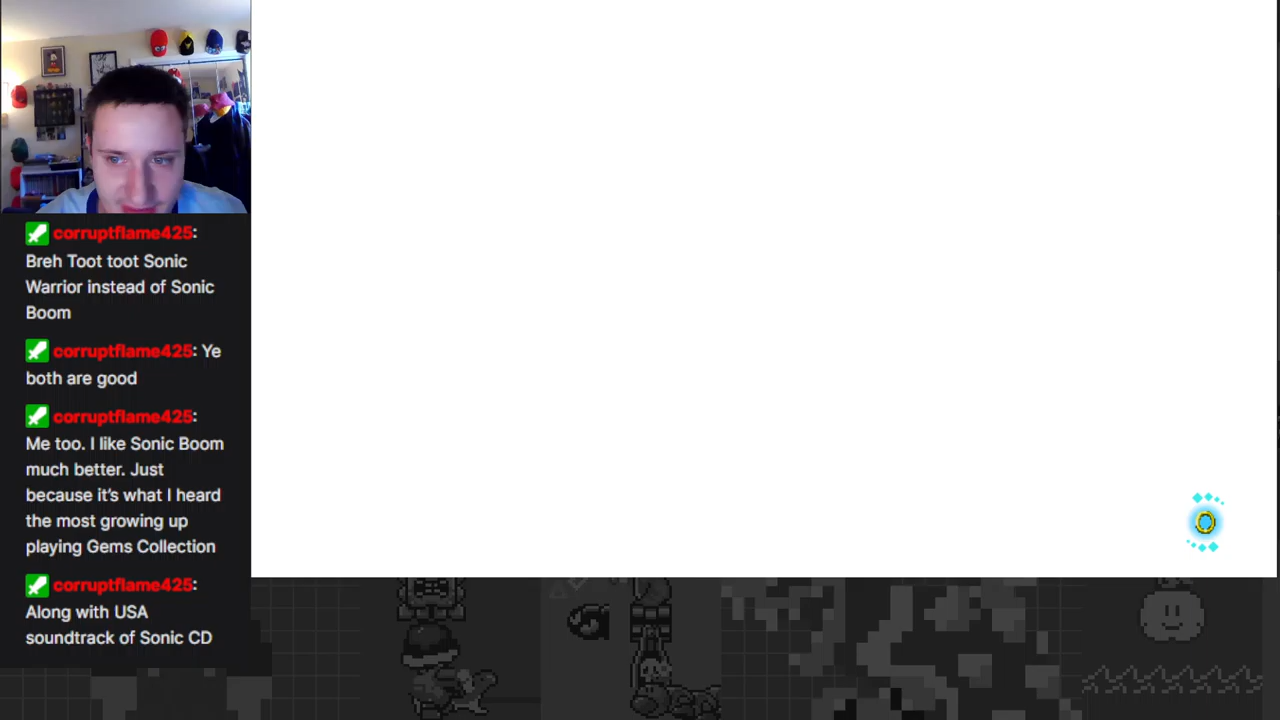 corruptflame425:
Breh Toot toot Sonic
Warrior instead of Sonic
Boom
corruptflame425: Ye
both are good
corruptflame425:
Me too. I like Sonic Boom
much better. Just
because it's what I heard
the most growing up
playing Gems Collection
corruptflame425:
Along with USA
soundtrack of Sonic CD